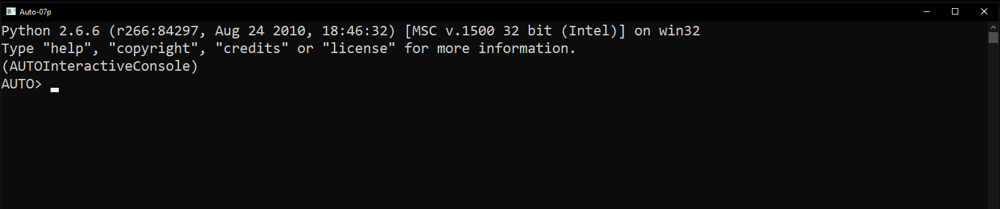 Auto-07p
Python 2.6.6 (r266:84297, Aug 24 2010, 18:46:32) [MSC v.1500 32 bit (Intel)] on win32
Type "help", "copyright", "credits" or "license" for more information.
(AUTOInteractiveConsole)
AUTO>